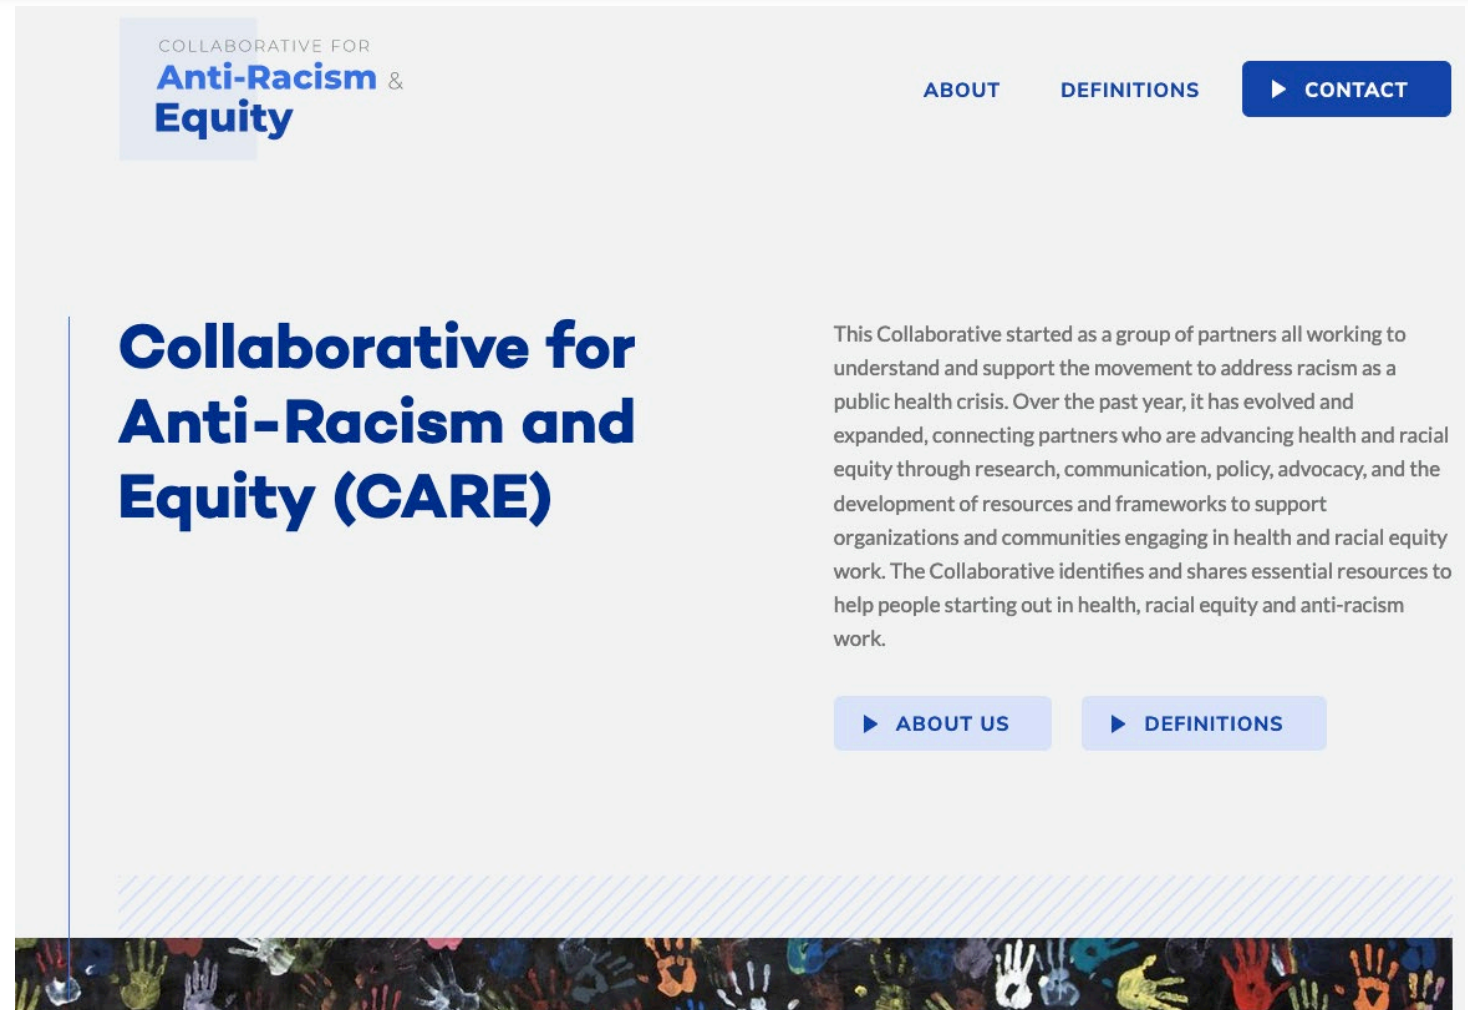 COLLABORATIVE FOR
Anti-Racism &
Equity
ABOUT
DEFINITIONS
CONTACT
Collaborative for
Anti-Racism and
Equity (CARE)
This Collaborative started as a group of partners all working to
understand and support the movement to address racism as a
public health crisis. Over the past year, it has evolved and
expanded, connecting partners who are advancing health and racial
equity through research, communication, policy, advocacy, and the
development of resources and frameworks to support
organizations and communities engaging in health and racial equity
work. The Collaborative identifies and shares essential resources to
help people starting out in health, racial equity and anti-racism
work.
ABOUT US
DEFINITIONS